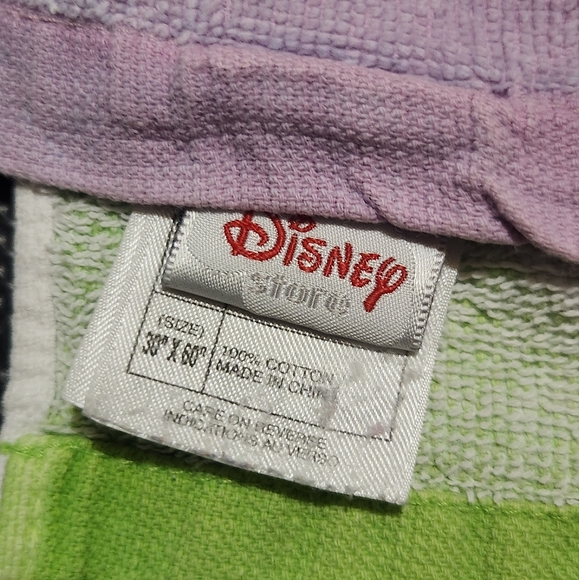 Disney
store
(SIZE)
30" X 60"
100% COTTON
MADE IN CHINA
CARE ON REVERSE
INDICATIONS AU VERSO